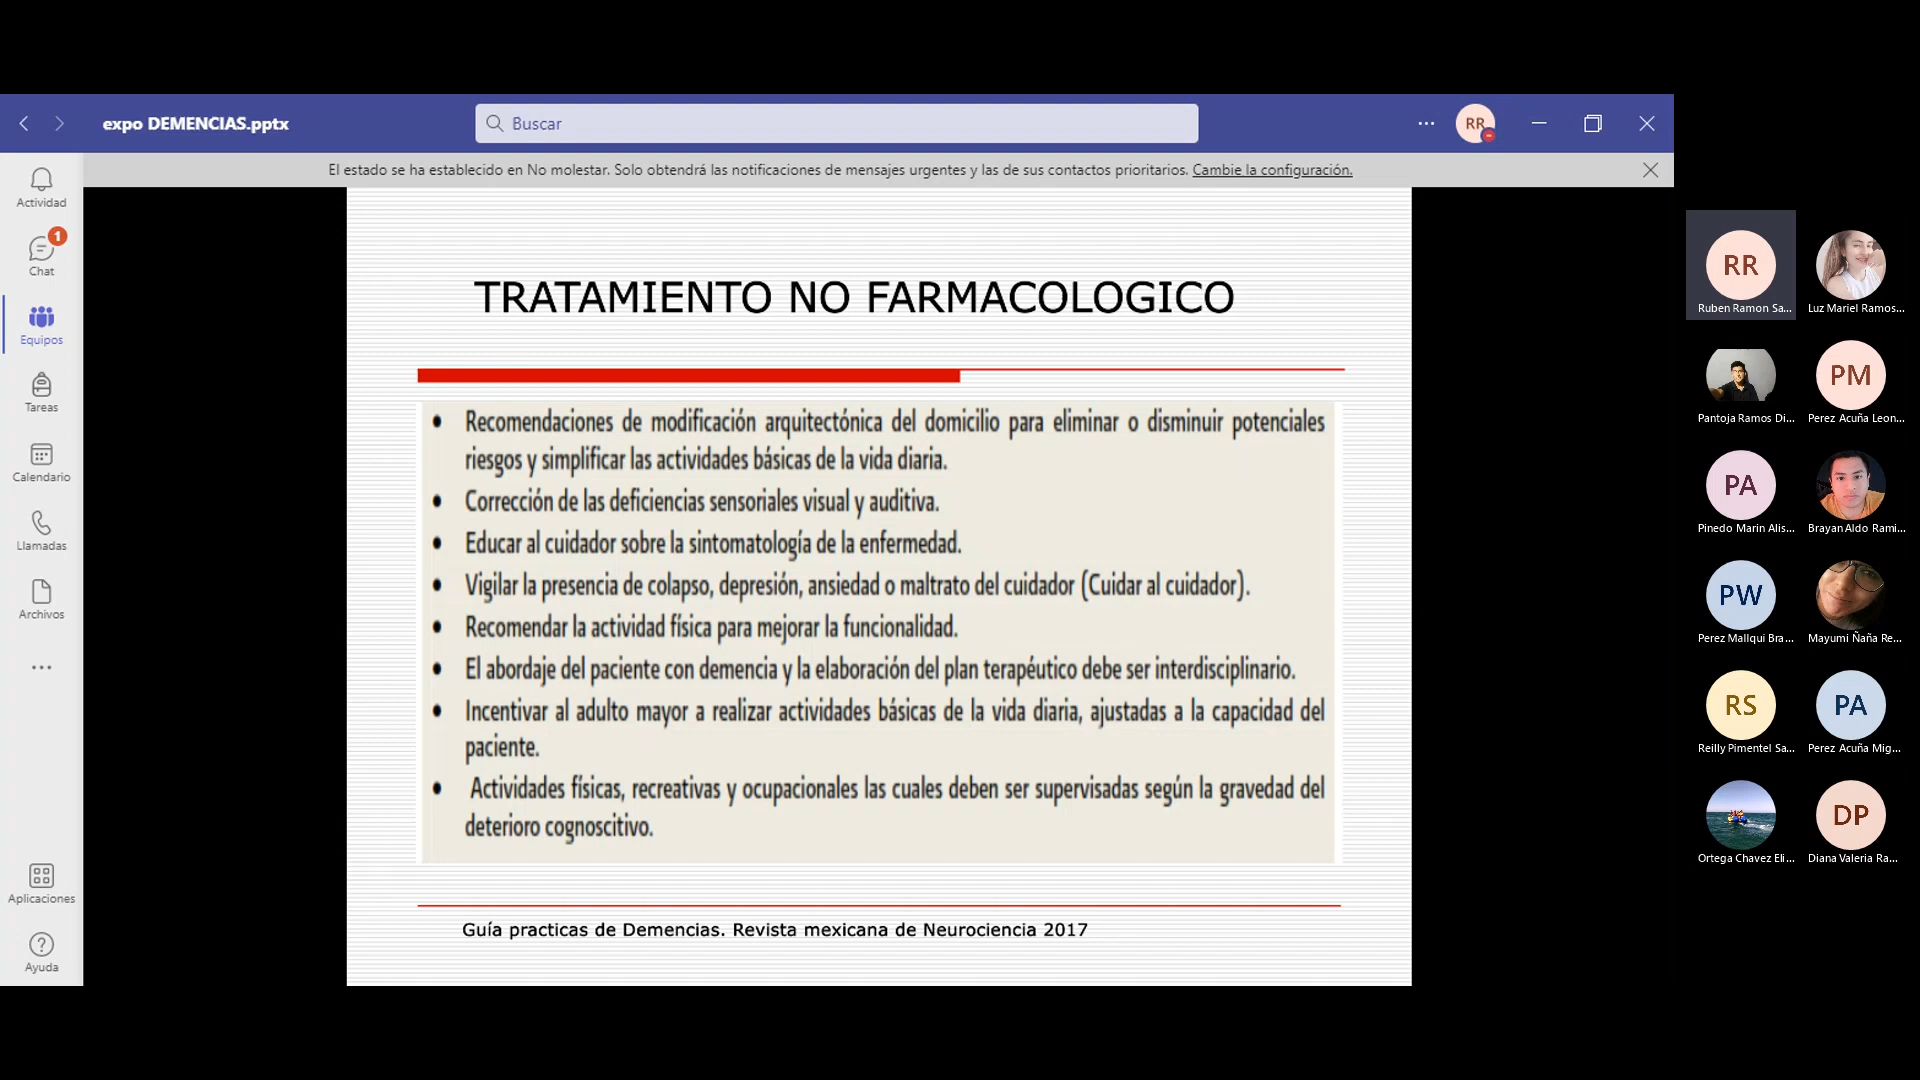 expo DEMENCIAS.pptx
Buscar
RR
El estado se ha establecido en No molestar. Solo obtendrá las notificaciones de mensajes urgentes y las de sus contactos prioritarios. Cambie la configuración.
Actividad
1
Chat
Equipos
Tareas
Calendario
Llamadas
Archivos
Aplicaciones
Ayuda
TRATAMIENTO NO FARMACOLOGICO
• Recomendaciones de modificación arquitectónica del domicilio para eliminar o disminuir potenciales
riesgos y simplificar las actividades básicas de la vida diaria.
• Corrección de las deficiencias sensoriales visual y auditiva.
• Educar al cuidador sobre la sintomatología de la enfermedad.
• Vigilar la presencia de colapso, depresión, ansiedad o maltrato del cuidador (Cuidar al cuidador).
• Recomendar la actividad física para mejorar la funcionalidad.
• El abordaje del paciente con demencia y la elaboración del plan terapéutico debe ser interdisciplinario.
• Incentivar al adulto mayor a realizar actividades básicas de la vida diaria, ajustadas a la capacidad del
paciente.
• Actividades físicas, recreativas y ocupacionales las cuales deben ser supervisadas según la gravedad del
deterioro cognoscitivo.
Guía practicas de Demencias. Revista mexicana de Neurociencia 2017
RR
Ruben Ramon Sa...
Luz Mariel Ramos...
Pantoja Ramos Di...
PM
Perez Acuña Leon...
PA
Pinedo Marin Alis...
Brayan Aldo Rami...
PW
Perez Mallqui Bra...
Mayumi Ñaña Re...
RS
Reilly Pimentel Sa...
PA
Perez Acuña Mig...
Ortega Chavez Eli...
DP
Diana Valeria Ra...